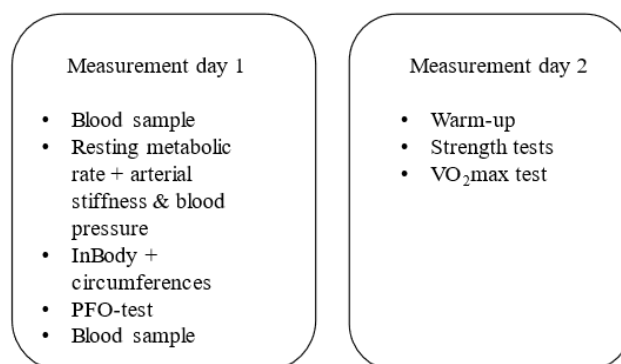 Measurement day 1
• Blood sample
• Resting metabolic
rate + arterial
stiffness & blood
pressure
• InBody +
circumferences
• PFO-test
• Blood sample
Measurement day 2
• Warm-up
• Strength tests
• VO₂max test